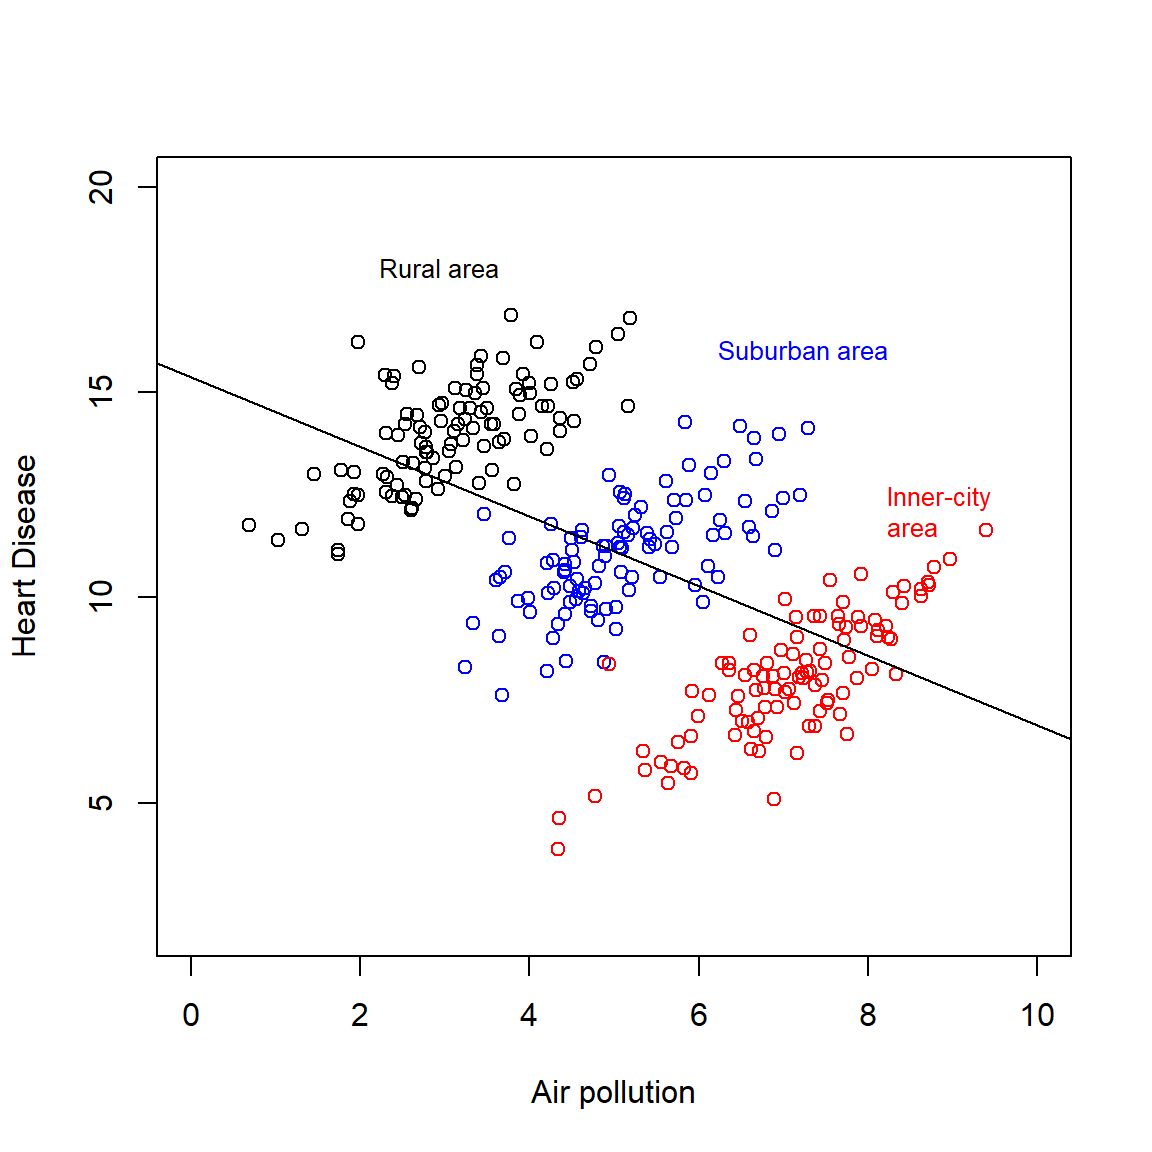 Rural area
Suburban area
Inner-city
area
Heart Disease
20
15
10
5
0 2 4 6 8 10
Air pollution